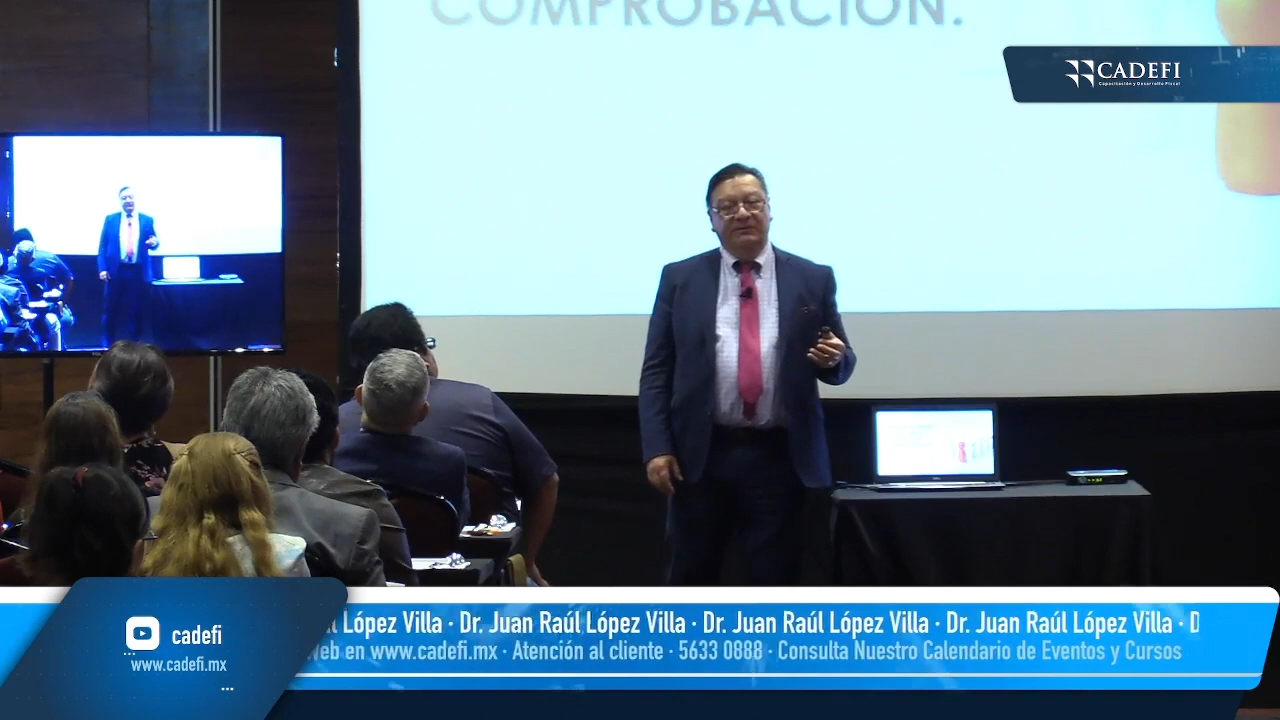 COMPROBACIÓN.
CADEFI
Capacitación y Desarrollo Fiscal
cadefi
www.cadefi.mx
López Villa · Dr. Juan Raúl López Villa · Dr. Juan Raúl López Villa · Dr. Juan Raúl López Villa · D
web en www.cadefi.mx · Atención al cliente · 5633 0888 · Consulta Nuestro Calendario de Eventos y Cursos